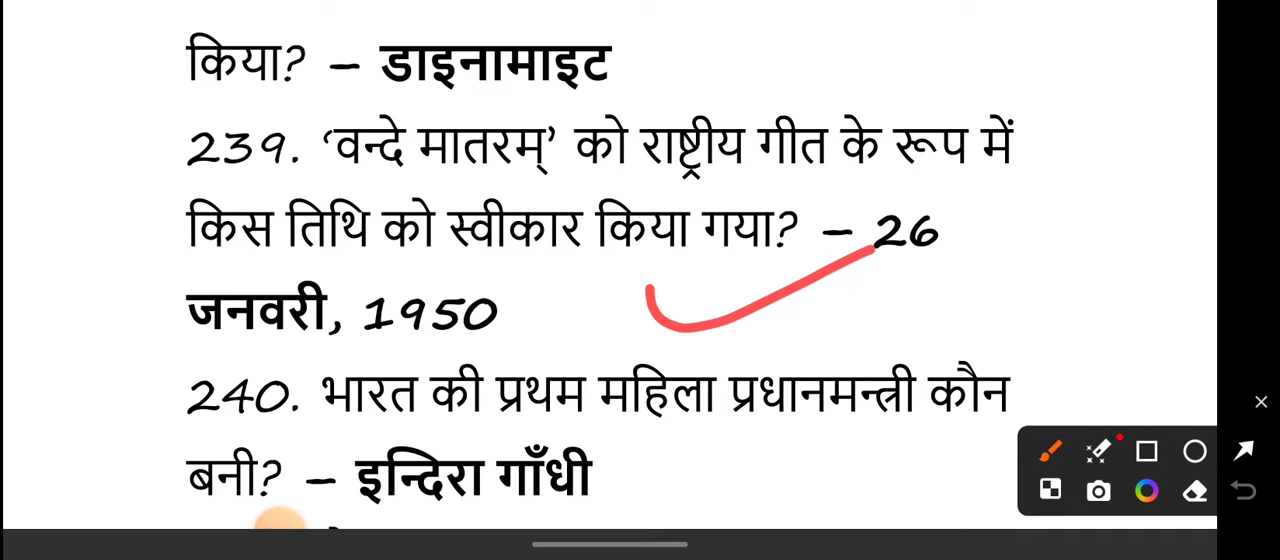 किया? – डाइनामाइट
239. ‘वन्दे मातरम्’ को राष्ट्रीय गीत के रूप में
किस तिथि को स्वीकार किया गया? – 26
जनवरी, 1950
240. भारत की प्रथम महिला प्रधानमन्त्री कौन
बनी? – इन्दिरा गाँधी